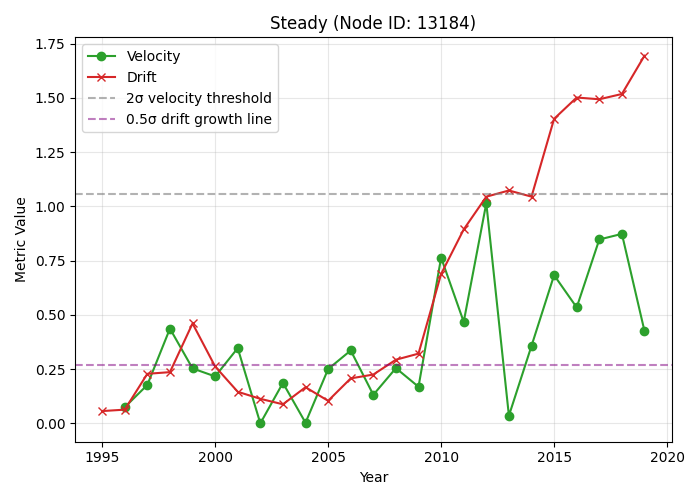 Steady (Node ID: 13184)
Velocity
Drift
2σ velocity threshold
0.5σ drift growth line
Metric Value
1.75
1.50
1.25
1.00
0.75
0.50
0.25
0.00
1995 2000 2005 2010 2015 2020
Year